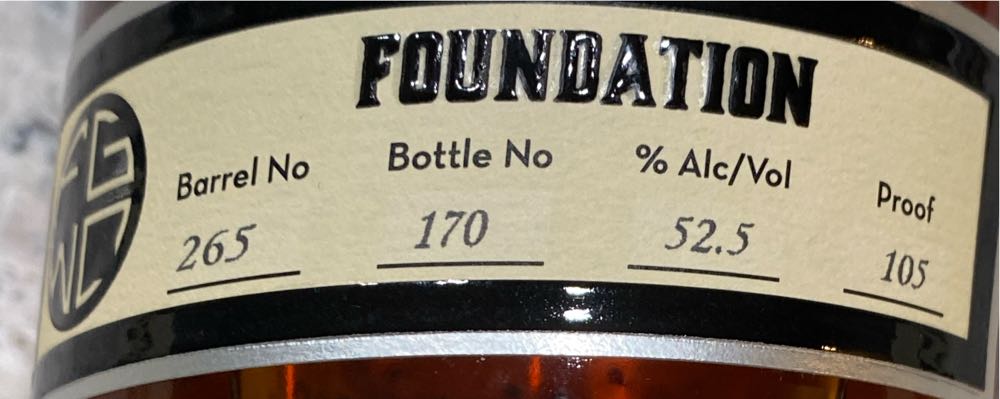 FOUNDATION
Barrel No Bottle No % Alc/Vol Proof
265 170 52.5 105